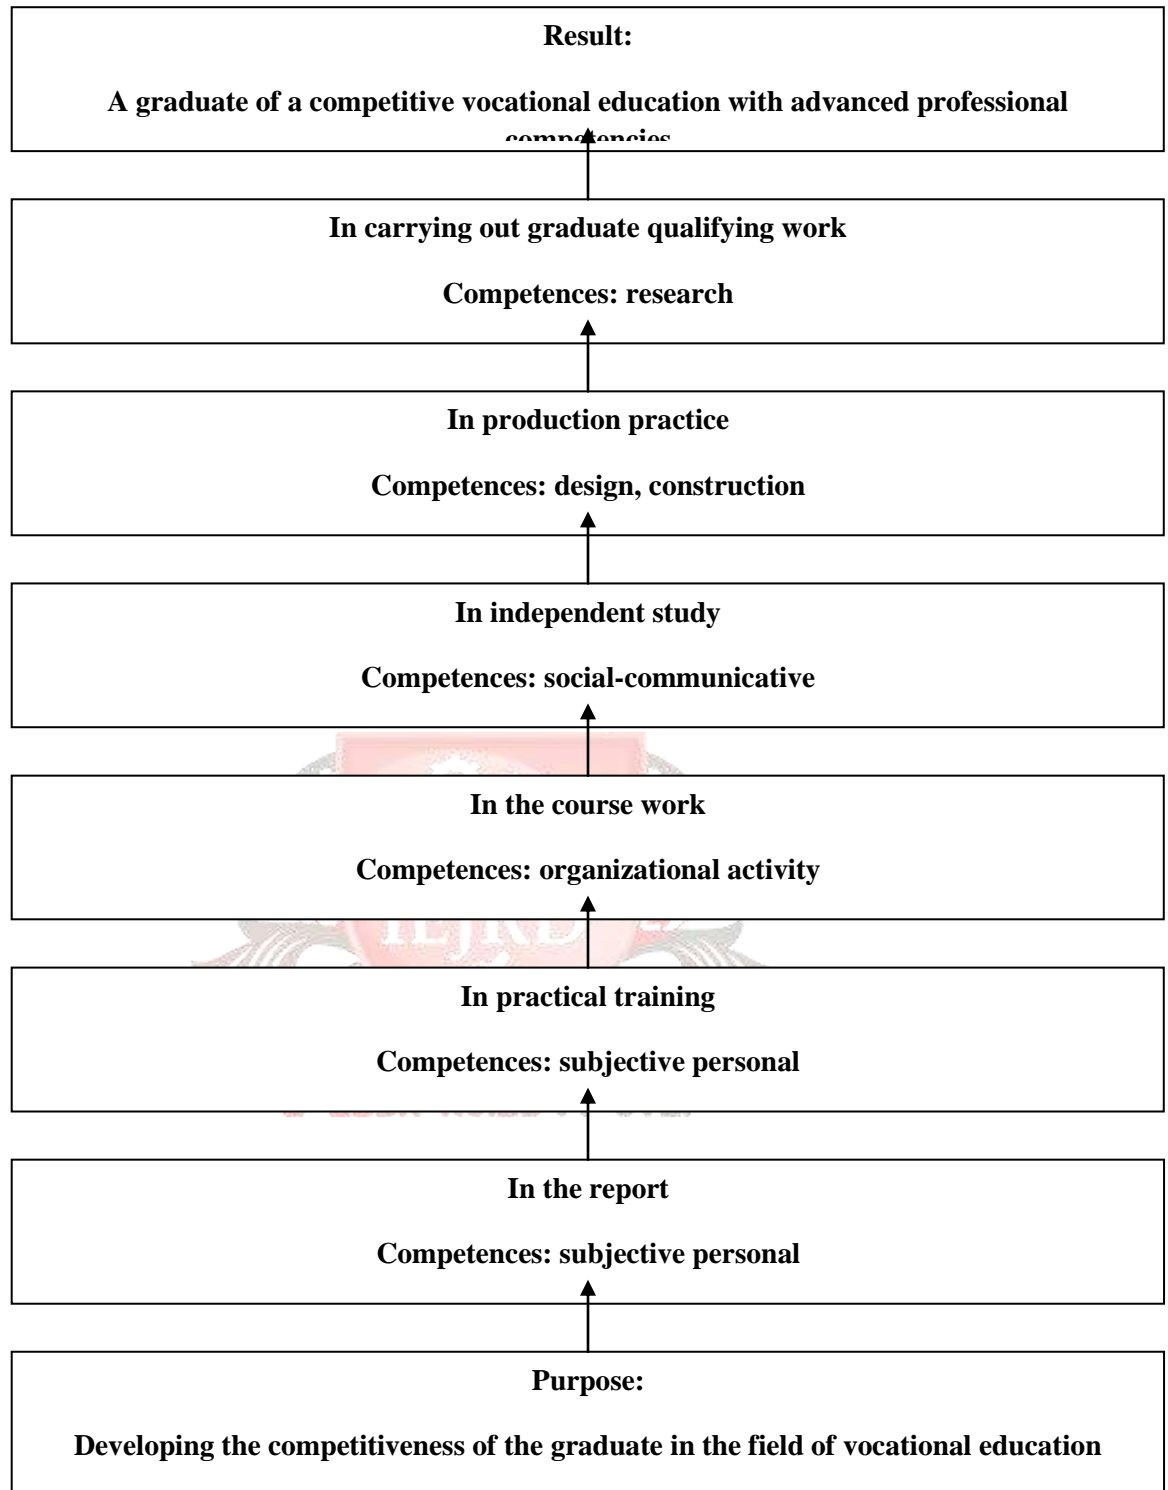 Result:
A graduate of a competitive vocational education with advanced professional
competencies
In carrying out graduate qualifying work
Competences: research
In production practice
Competences: design, construction
In independent study
Competences: social-communicative
In the course work
Competences: organizational activity
IEJRD
In practical training
Competences: subjective personal
In the report
Competences: subjective personal
Purpose:
Developing the competitiveness of the graduate in the field of vocational education